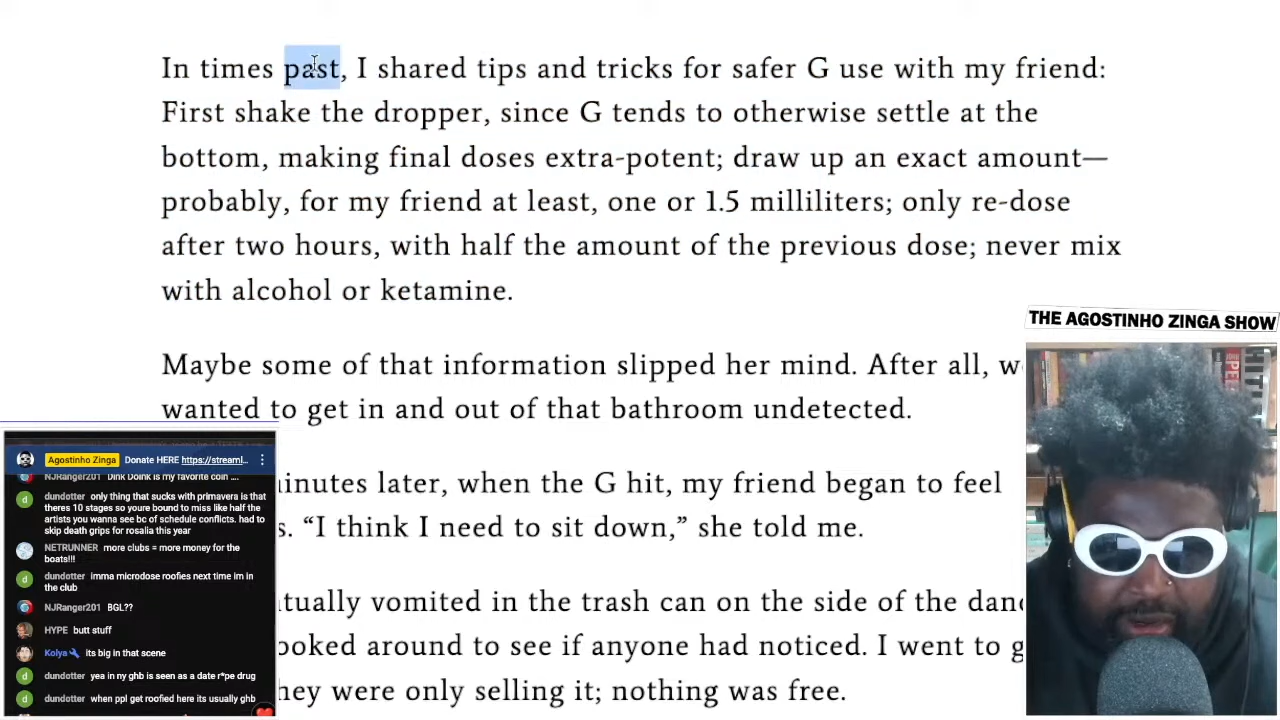 In times past, I shared tips and tricks for safer G use with my friend:
First shake the dropper, since G tends to otherwise settle at the
bottom, making final doses extra-potent; draw up an exact amount—
probably, for my friend at least, one or 1.5 milliliters; only re-dose
after two hours, with half the amount of the previous dose; never mix
with alcohol or ketamine.
Maybe some of that information slipped her mind. After all,
wanted to get in and out of that bathroom undetected.
later, when the G hit, my friend began to feel
“I think I need to sit down,” she told me.
vomited in the trash can on the side of the
around to see if anyone had noticed. I went to
they were only selling it; nothing was free.
THE AGOSTINHO ZINGA SHOW
Agostinho Zinga Donate HERE https://streaml...
NJRanger201 Dink Doink is my favorite coin ....
dundotter only thing that sucks with primavera is that
theres 10 stages so youre bound to miss like half the
artists you wanna see bc of schedule conflicts. had to
skip death grips for rosalia this year
NETRUNNER more clubs = more money for the
boats!!!
dundotter imma microdose roofies next time im in
the club
NJRanger201 BGL??
HYPE butt stuff
Kolya its big in that scene
dundotter yea in ny ghb is seen as a date r*pe drug
dundotter when ppl get roofied here its usually ghb